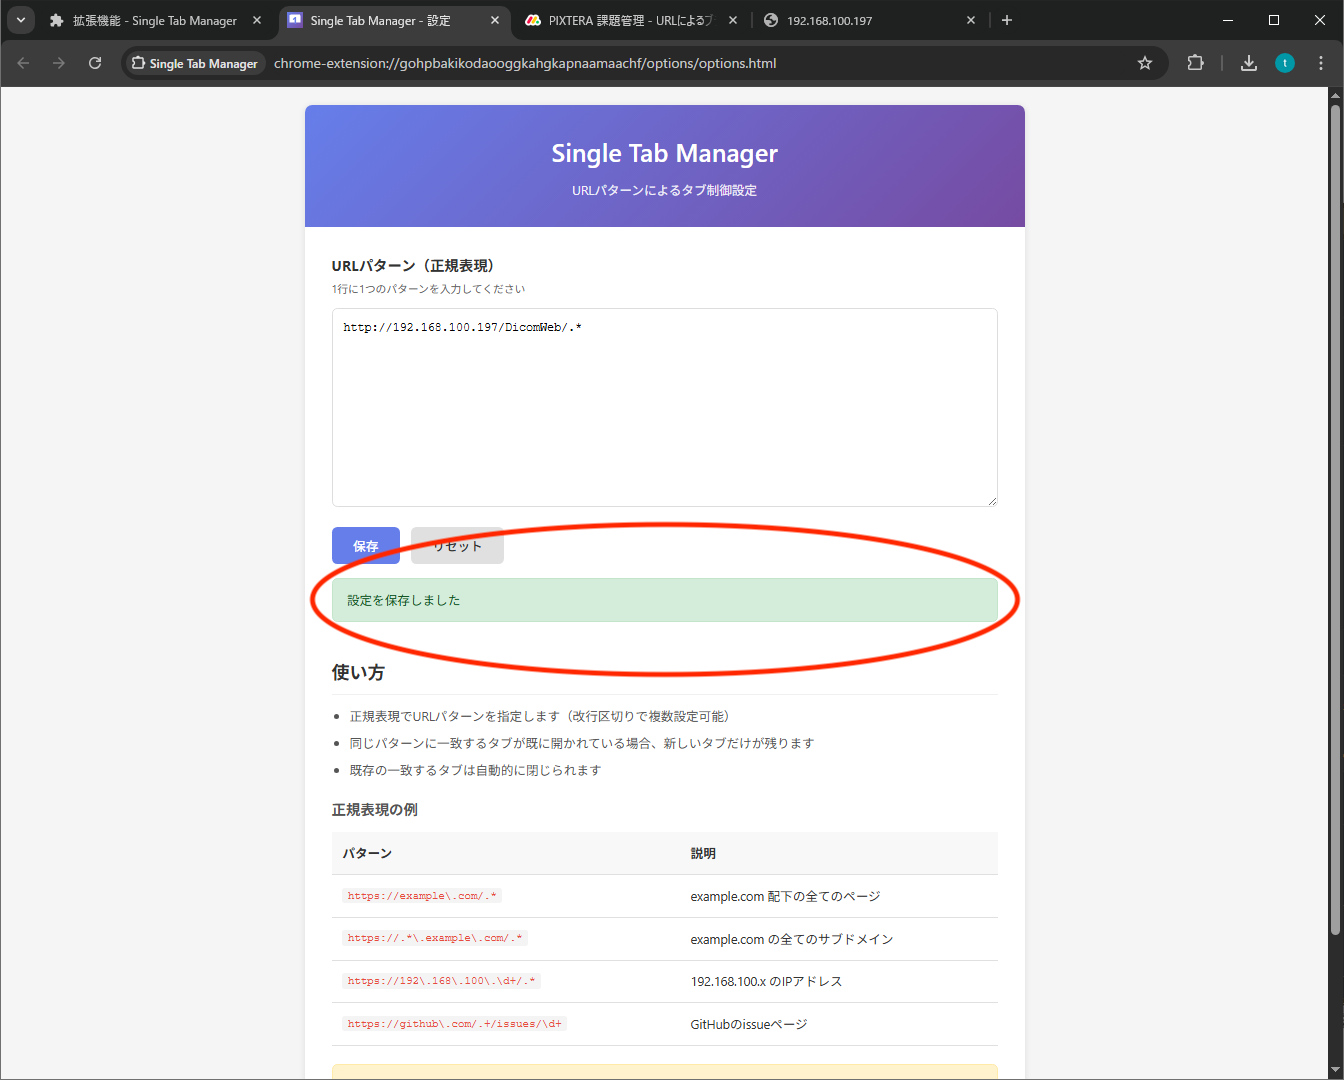 拡張機能 - Single Tab Manager
Single Tab Manager - 設定
PIXTERA 課題管理 - URLによるブ
192.168.100.197
Single Tab Manager
chrome-extension://gohpbakikodaooggkahgkapnaamaachf/options/options.html
t
Single Tab Manager
URLパターンによるタブ制御設定
URLパターン（正規表現）
1行に1つのパターンを入力してください
http://192.168.100.197/DicomWeb/.*
保存
リセット
設定を保存しました
使い方
正規表現でURLパターンを指定します（改行区切りで複数設定可能）
同じパターンに一致するタブが既に開かれている場合、新しいタブだけが残ります
既存の一致するタブは自動的に閉じられます
正規表現の例
パターン 説明
https://example\.com/.* example.com 配下の全てのページ
https://.*\.example\.com/.* example.com の全てのサブドメイン
https://192\.168\.100\.\d+/.* 192.168.100.x のIPアドレス
https://github\.com/.+/issues/\d+ GitHubのissueページ